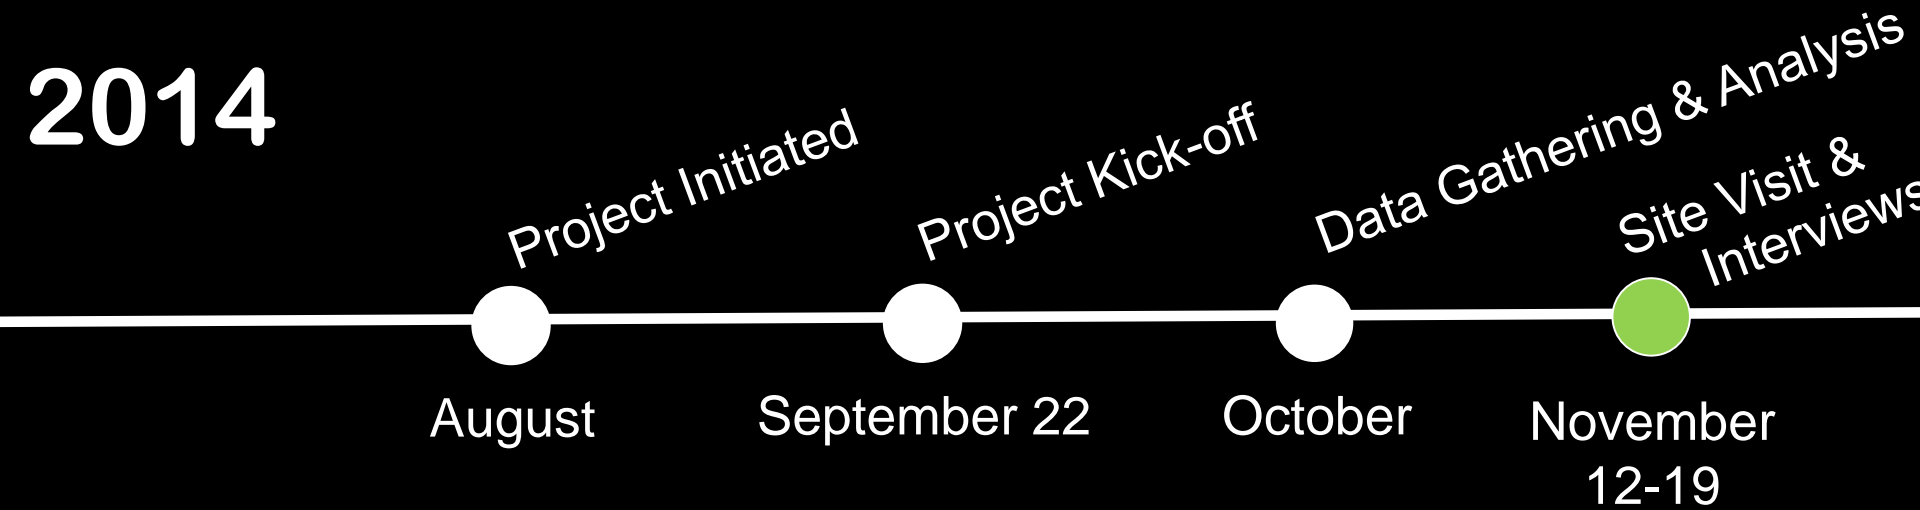 2014
Project Initiated
Project Kick-off
Data Gathering & Analysis
Site Visit &
Interviews
August
September 22
October
November
12-19